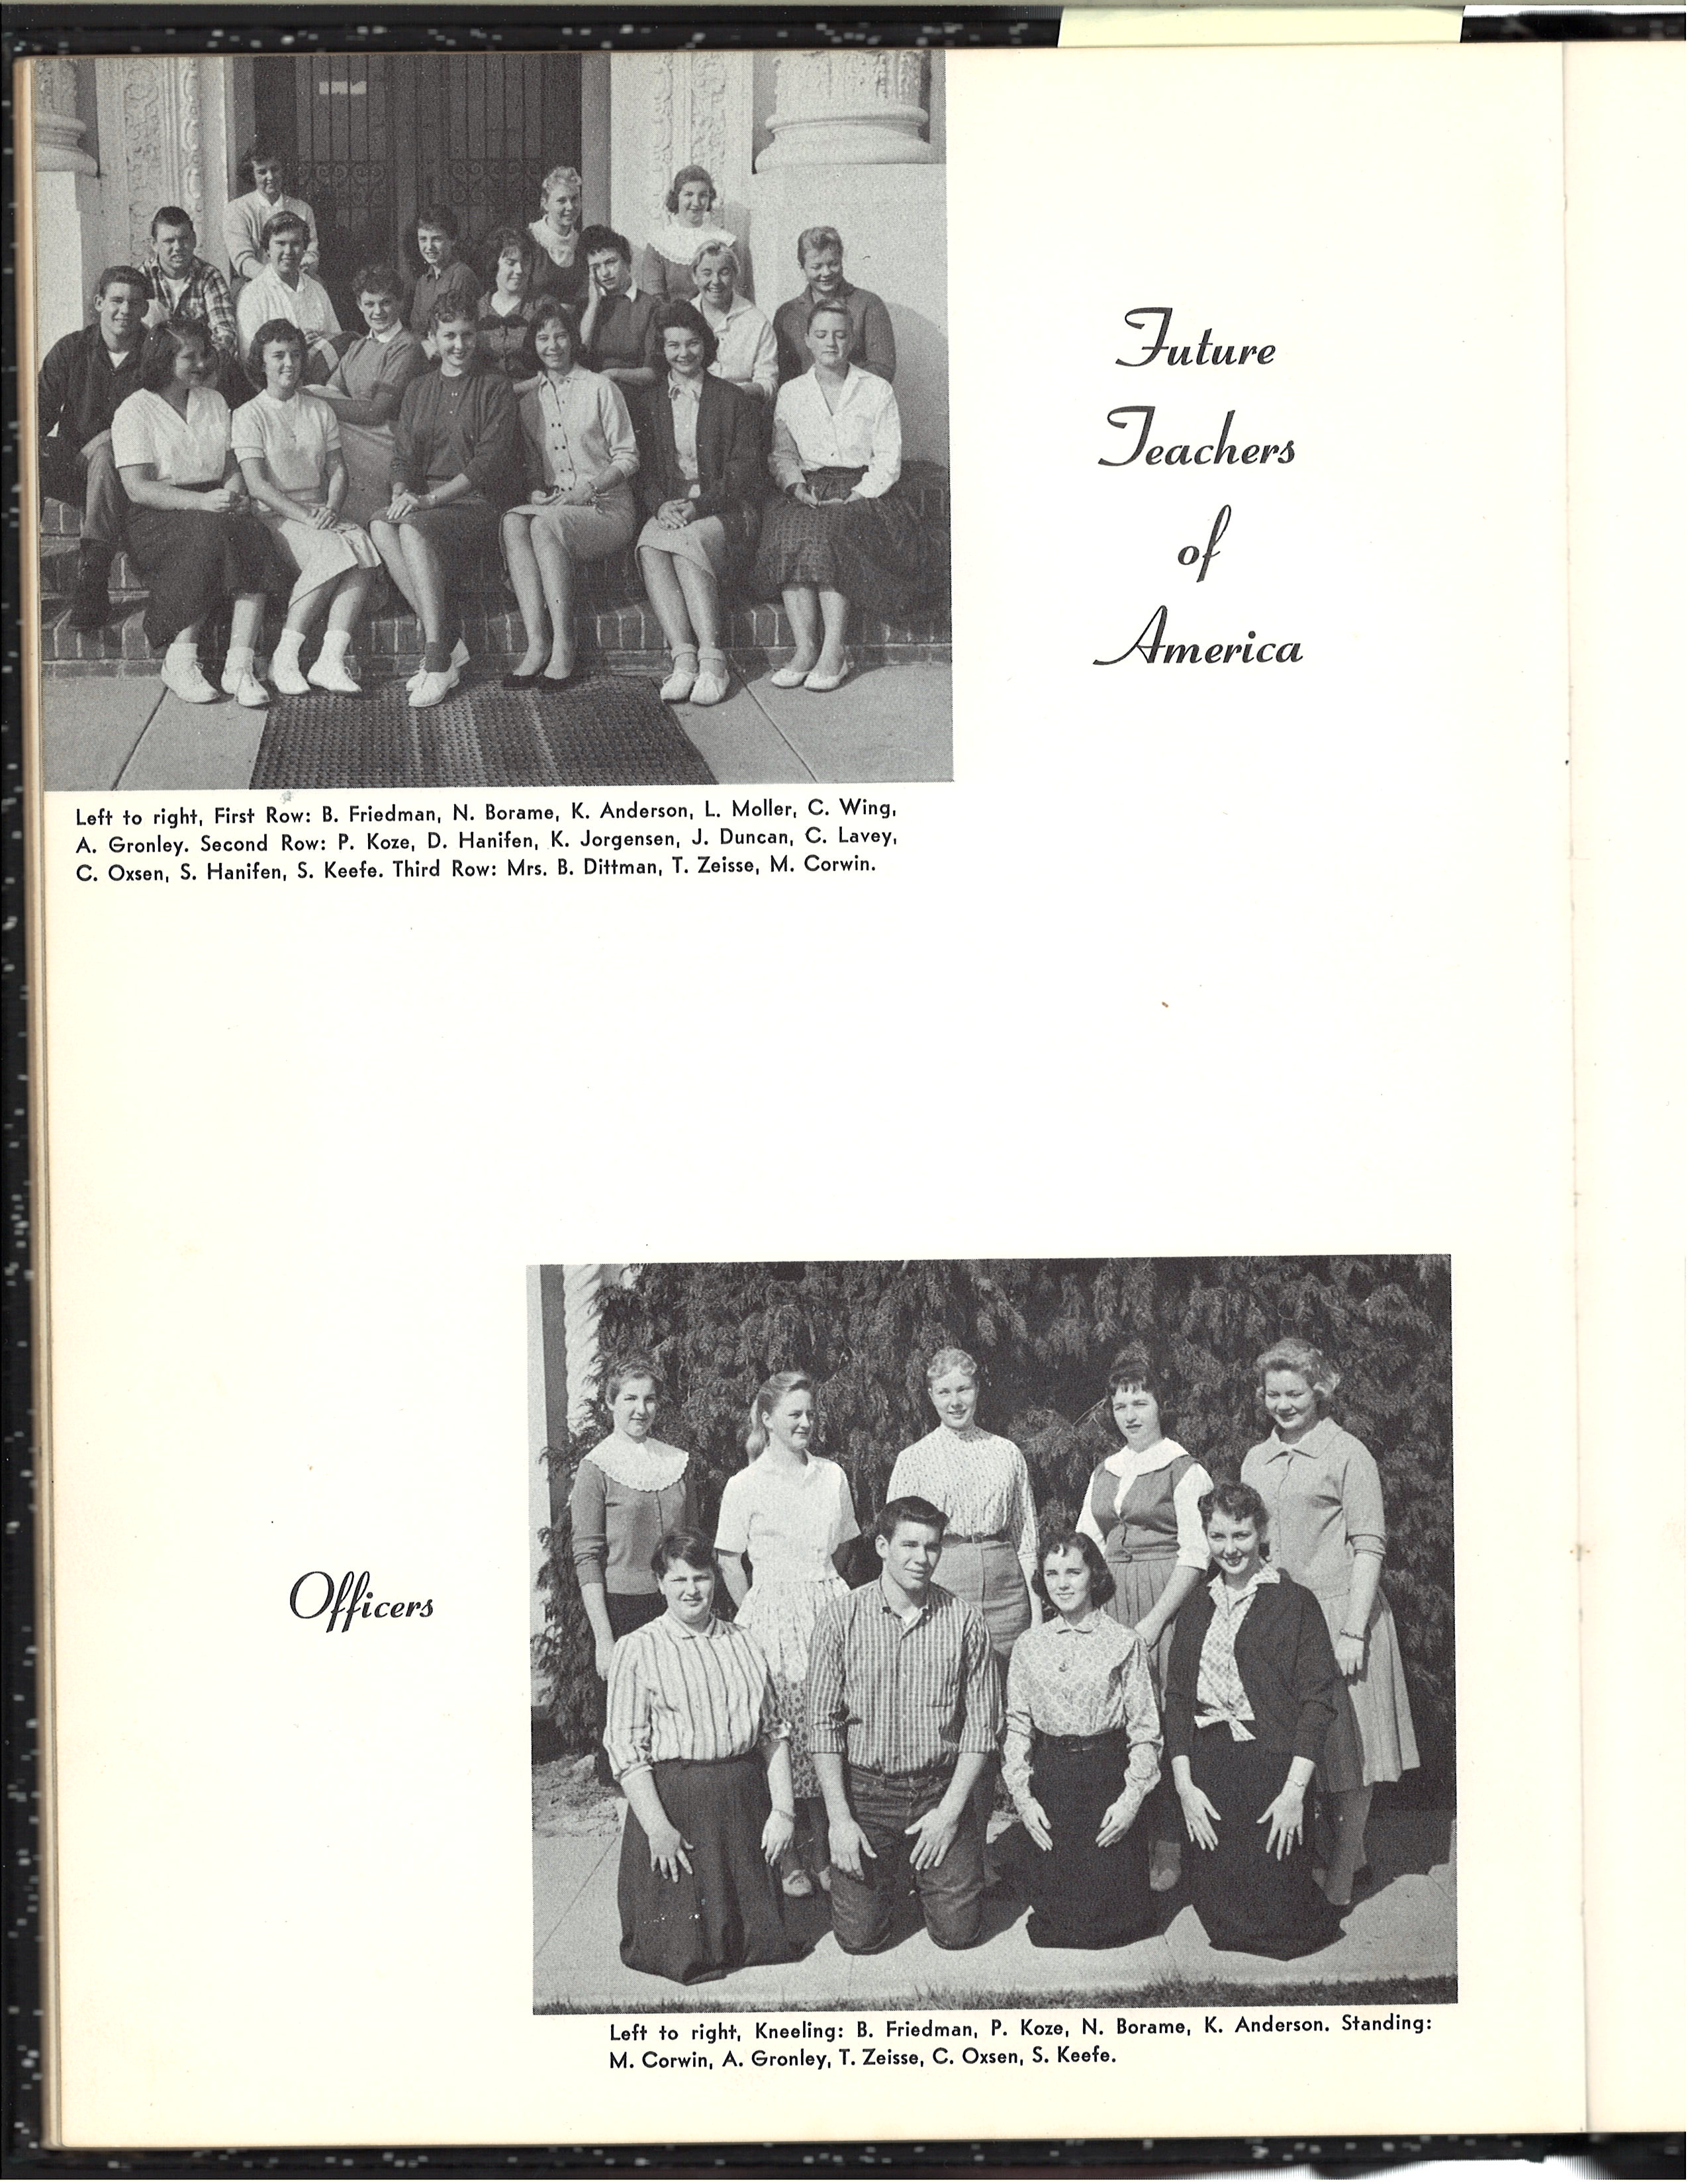 Future
Teachers
of
America
Left to right, First Row: B. Friedman, N. Borame, K. Anderson, L. Moller, C. Wing,
A. Gronley. Second Row: P. Koze, D. Hanifen, K. Jorgensen, J. Duncan, C. Lavey,
C. Oxsen, S. Hanifen, S. Keefe. Third Row: Mrs. B. Dittman, T. Zeisse, M. Corwin.
Officers
Left to right, Kneeling: B. Friedman, P. Koze, N. Borame, K. Anderson. Standing:
M. Corwin, A. Gronley, T. Zeisse, C. Oxsen, S. Keefe.